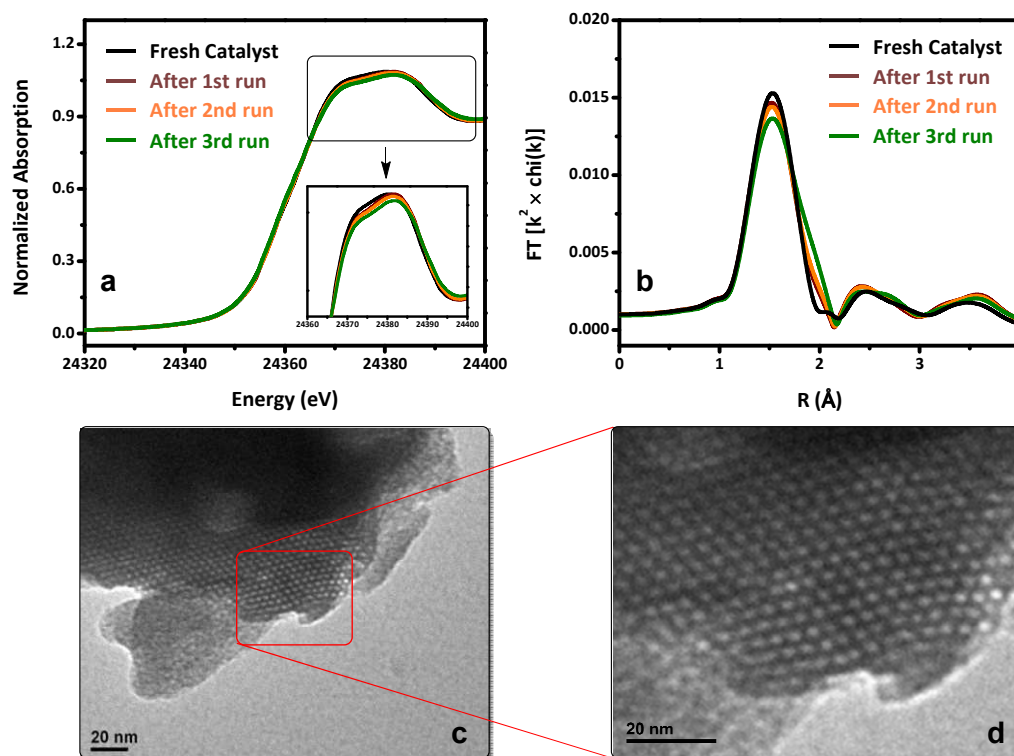 1.2
0.9
0.6
0.3
0.0
Normalized Absorption
Fresh Catalyst
After 1st run
After 2nd run
After 3rd run
a
24360 24370 24380 24390 24400
24320 24340 24360 24380 24400
Energy (eV)
0.020
0.015
0.010
0.005
0.000
FT [k² × chi(k)]
Fresh Catalyst
After 1st run
After 2nd run
After 3rd run
b
0 1 2 3
R (Å)
20 nm
c
20 nm
d